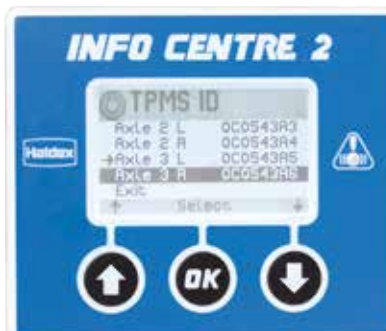 INFO CENTRE 2
TPMS ID
Axle 2 L 0C0543A3
Axle 2 R 0C0543A4
→Axle 3 L 0C0543A5
Axle 3 R 0C0543A6
Exit
↑ Select ↓
Haldex
OK